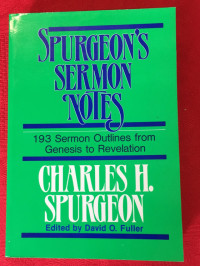 SPURGEON'S
SERMON
NOTES
193 Sermon Outlines from
Genesis to Revelation
CHARLES H.
SPURGEON
Edited by David O. Fuller